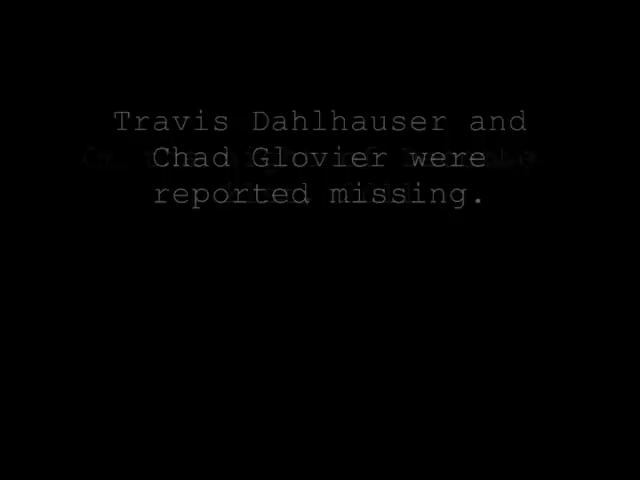 Travis Dahlhauser and
Chad Glovier were
reported missing.